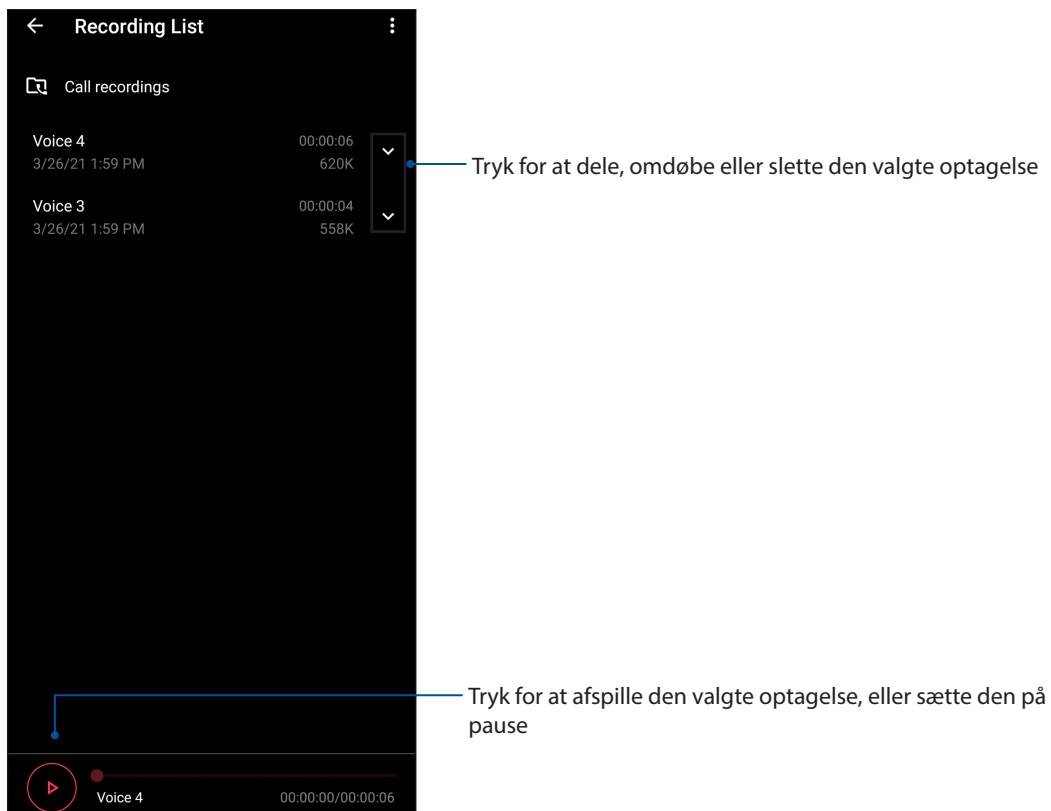 Recording List
Call recordings
Voice 4 00:00:06
3/26/21 1:59 PM 620K
Tryk for at dele, omdøbe eller slette den valgte optagelse
Voice 3 00:00:04
3/26/21 1:59 PM 558K
Tryk for at afspille den valgte optagelse, eller sætte den på
pause
Voice 4 00:00:00/00:00:06